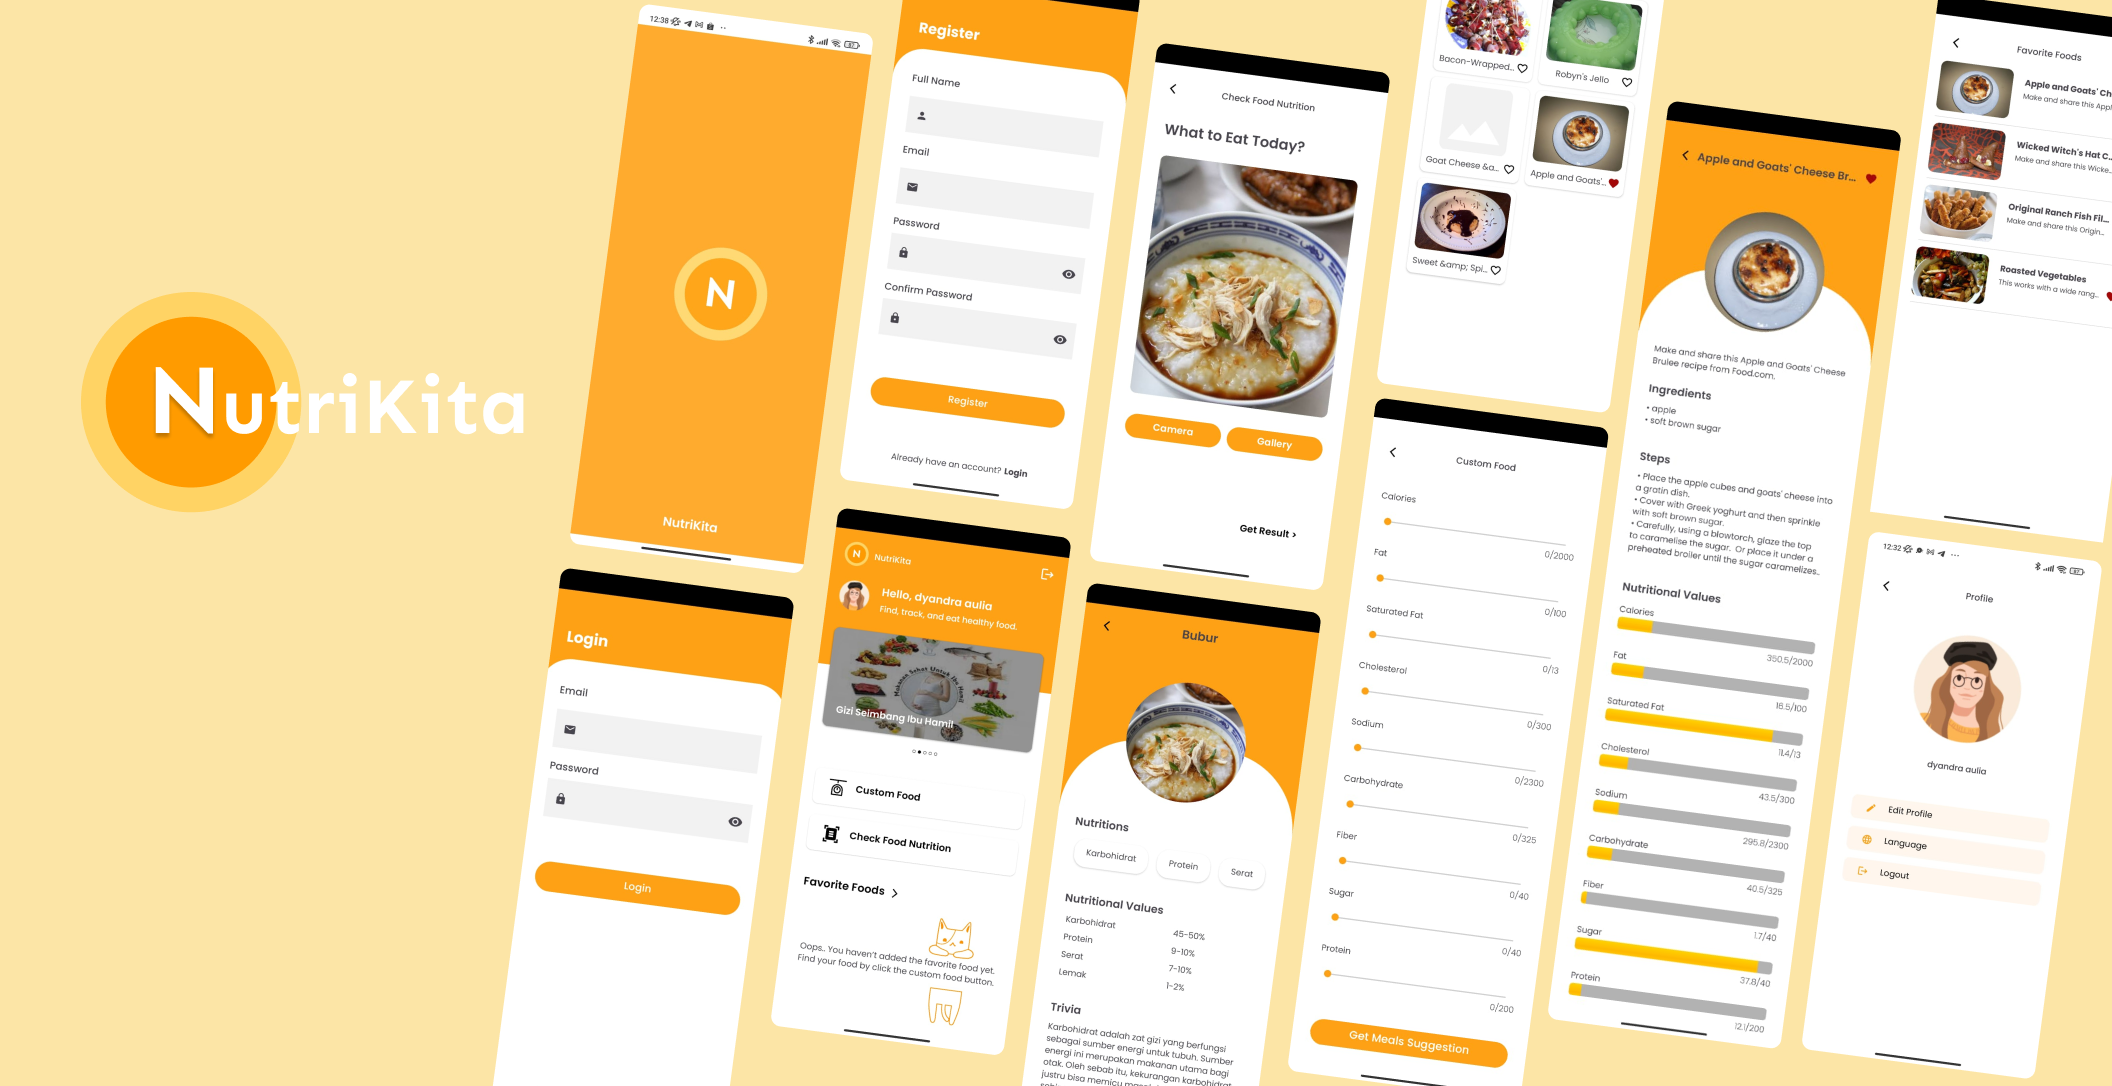 NutriKita
12:38
87
N
NutriKita
Login
Email
Password
Login
Register
Full Name
Email
Password
Confirm Password
Register
Already have an account? Login
N
NutriKita
Hello, dyandra aulia
Find, track, and eat healthy food.
Makanan Sehat Untuk Ibu Hamil
Gizi Seimbang Ibu Hamil
Custom Food
Check Food Nutrition
Favorite Foods
Oops.. You haven't added the favorite food yet.
Find your food by click the custom food button.
Check Food Nutrition
What to Eat Today?
Camera
Gallery
Get Result >
Bubur
Nutritions
Karbohidrat
Protein
Serat
Nutritional Values
Karbohidrat 45-50%
Protein 9-10%
Serat 7-10%
Lemak 1-2%
Trivia
Karbohidrat adalah zat gizi yang berfungsi
sebagai sumber energi untuk tubuh. Sumber
energi ini merupakan makanan utama bagi
otak. Oleh sebab itu, kekurangan karbohidrat
justru bisa memicu
Bacon-Wrapped...
Robyn's Jello
Goat Cheese &a...
Apple and Goats'...
Sweet &amp; Spi...
Custom Food
Calories
0/2000
Fat
0/100
Saturated Fat
0/13
Cholesterol
0/300
Sodium
0/2300
Carbohydrate
0/325
Fiber
0/40
Sugar
0/40
Protein
0/200
Get Meals Suggestion
Apple and Goats' Cheese Br...
Make and share this Apple and Goats' Cheese
Brulee recipe from Food.com.
Ingredients
• apple
• soft brown sugar
Steps
• Place the apple cubes and goats' cheese into
a gratin dish.
• Cover with Greek yoghurt and then sprinkle
with soft brown sugar.
• Carefully, using a blowtorch, glaze the top
to caramelise the sugar. Or place it under a
preheated broiler until the sugar caramelizes..
Nutritional Values
Calories
350.5/2000
Fat
16.5/100
Saturated Fat
11.4/13
Cholesterol
43.5/300
Sodium
295.8/2300
Carbohydrate
40.5/325
Fiber
1.7/40
Sugar
37.8/40
Protein
12.1/200
Favorite Foods
Apple and Goats' Ch
Make and share this Appl
Wicked Witch's Hat C...
Make and share this Wicke..
Original Ranch Fish Fil...
Make and share this Origin...
Roasted Vegetables
This works with a wide rang...
12:32
87
Profile
dyandra aulia
Edit Profile
Language
Logout